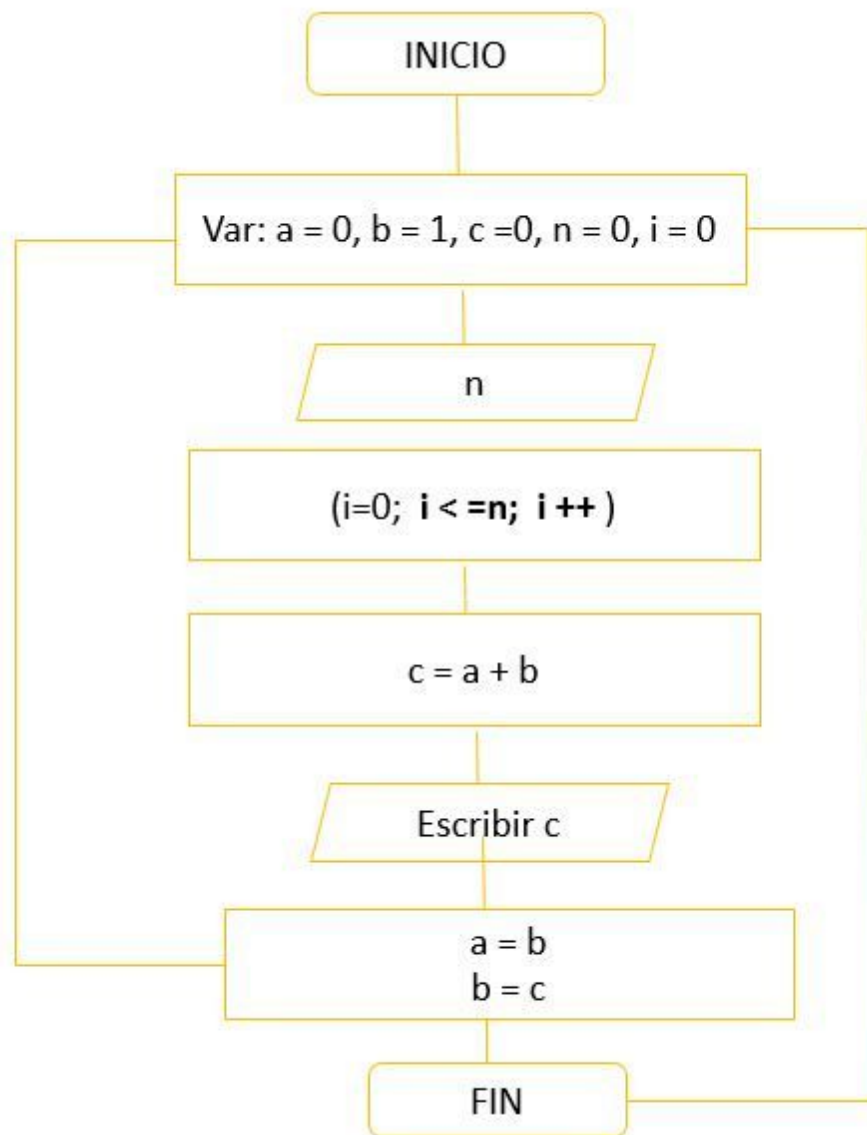 INICIO
Var: a = 0, b = 1, c =0, n = 0, i = 0
n
(i=0; i < =n; i ++ )
c = a + b
Escribir c
a = b
b = c
FIN